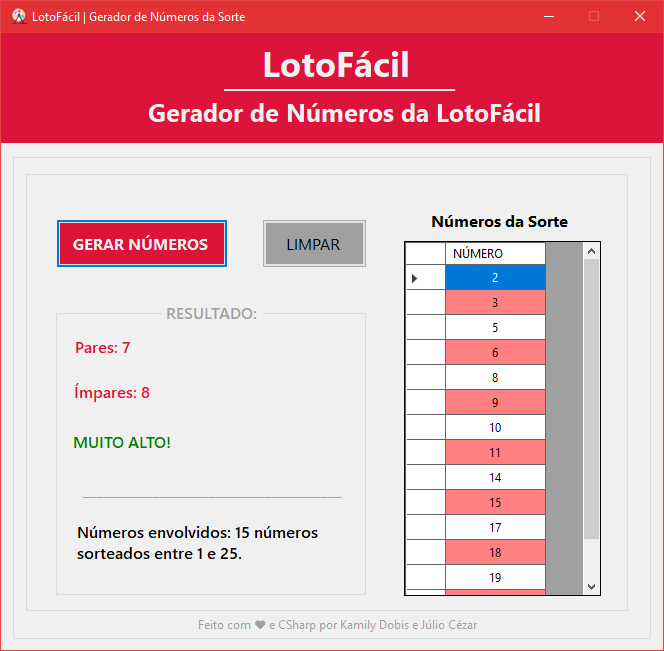 LotoFácil | Gerador de Números da Sorte
LotoFácil
Gerador de Números da LotoFácil
GERAR NÚMEROS
LIMPAR
RESULTADO:
Pares: 7
Ímpares: 8
MUITO ALTO!
Números envolvidos: 15 números
sorteados entre 1 e 25.
Números da Sorte
NÚMERO
2
3
5
6
8
9
10
11
14
15
17
18
19
Feito com ❤ e CSharp por Kamily Dobis e Júlio Cézar